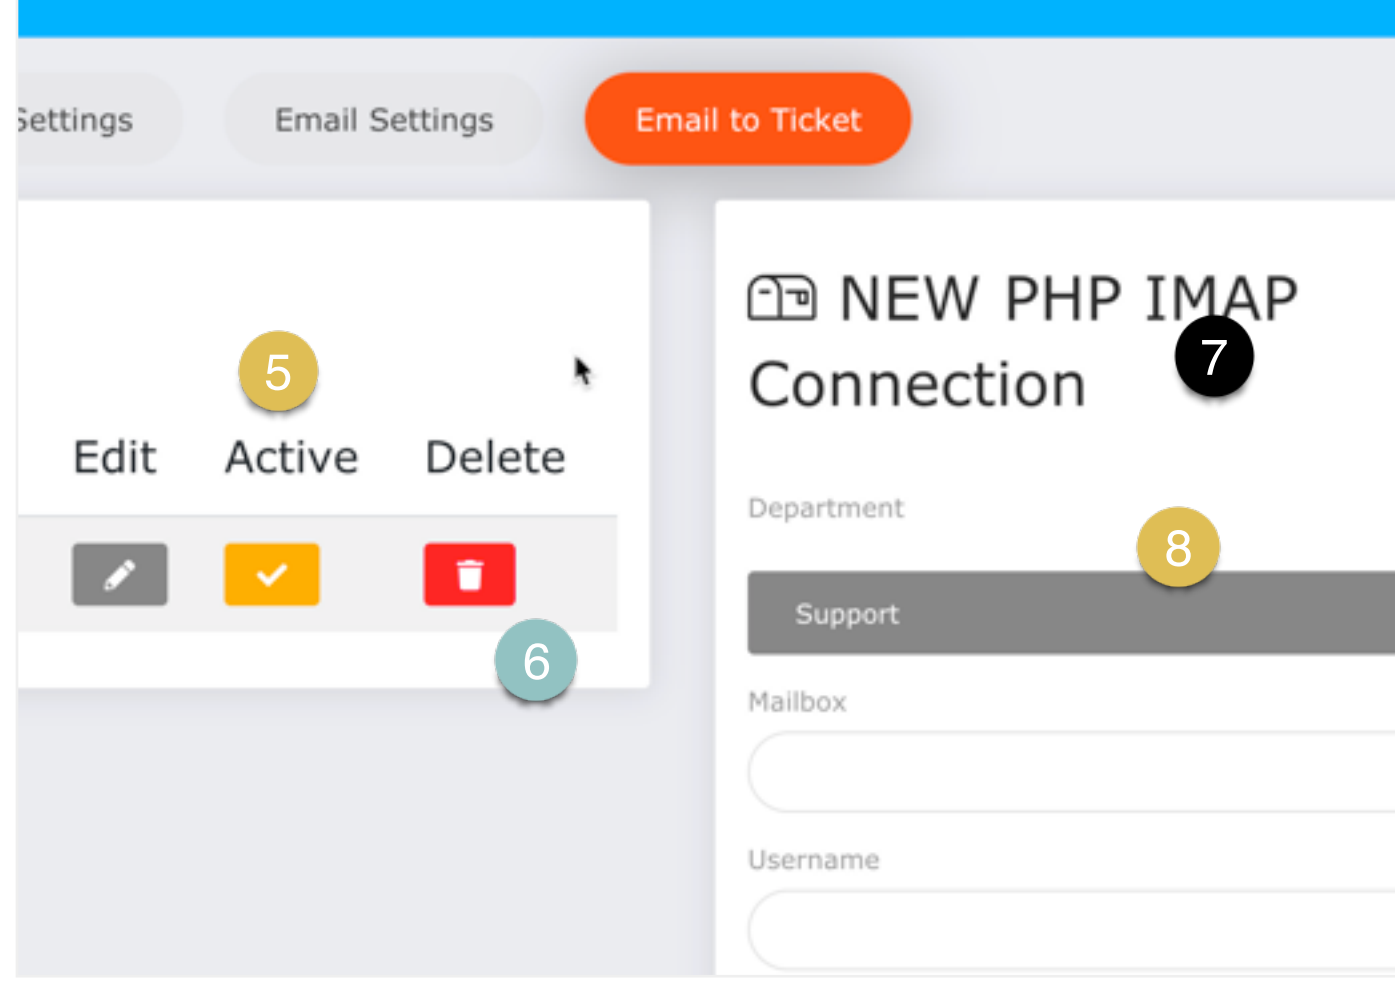 Settings Email Settings Email to Ticket
5
Edit Active Delete
6
NEW PHP IMAP
Connection
7
Department
8
Support
Mailbox
Username